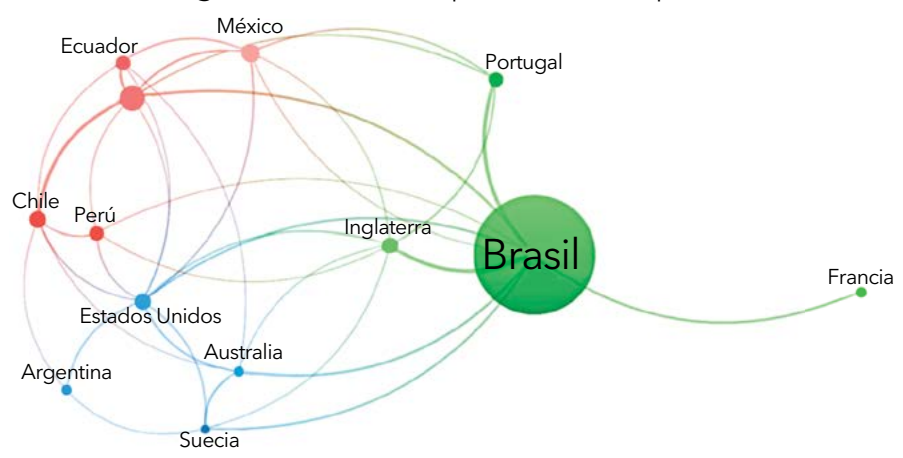 México
Ecuador
Portugal
Chile
Perú
Inglaterra
Brasil
Francia
Estados Unidos
Australia
Argentina
Suecia